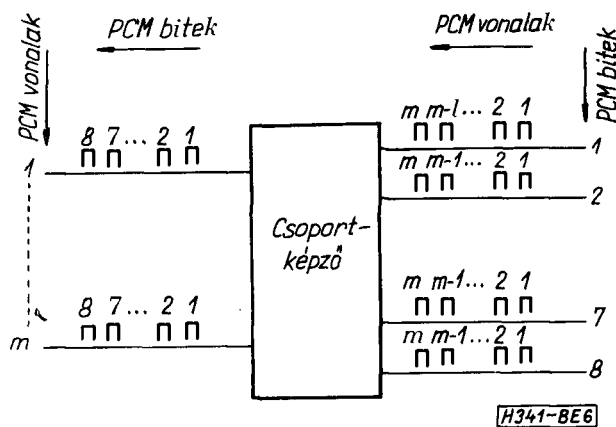 PCM bitek
PCM vonalak
PCM vonalak
PCM bitek
8 7... 2 1
1
m m-1... 2 1
1
m m-1... 2 1
2
Csoport-
képző
8 7... 2 1
m
m m-1... 2 1
7
m m-1... 2 1
8
H341-BE6